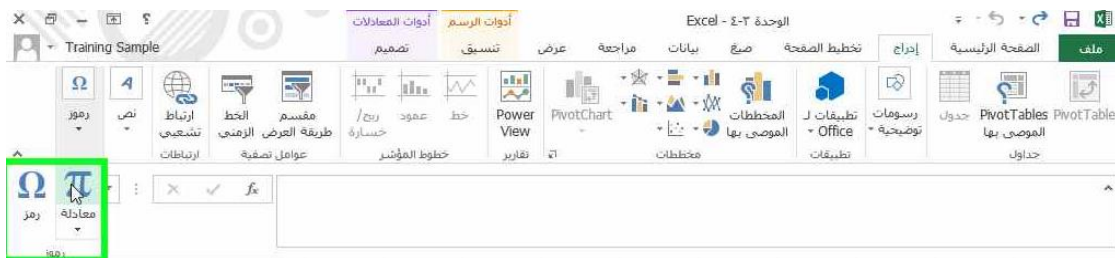 الوحدة ٣-٤ - Excel
أدوات الرسم
أدوات المعادلات
ملف
الصفحة الرئيسية
إدراج
تخطيط الصفحة
صيغ
بيانات
مراجعة
عرض
تنسيق
تصميم
Training Sample
PivotTable
PivotTables الموصى بها
جدول
جداول
رسومات توضيحية
تطبيقات لـ Office
تطبيقات
المخططات الموصى بها
PivotChart
مخططات
Power View
تقارير
خط
عمود
ربح/ خسارة
خطوط المؤشر
مقسم طريقة العرض
الخط الزمني
عوامل تصفية
ارتباط تشعبي
ارتباطات
نص
رموز
fx
معادلة
رمز
رموز